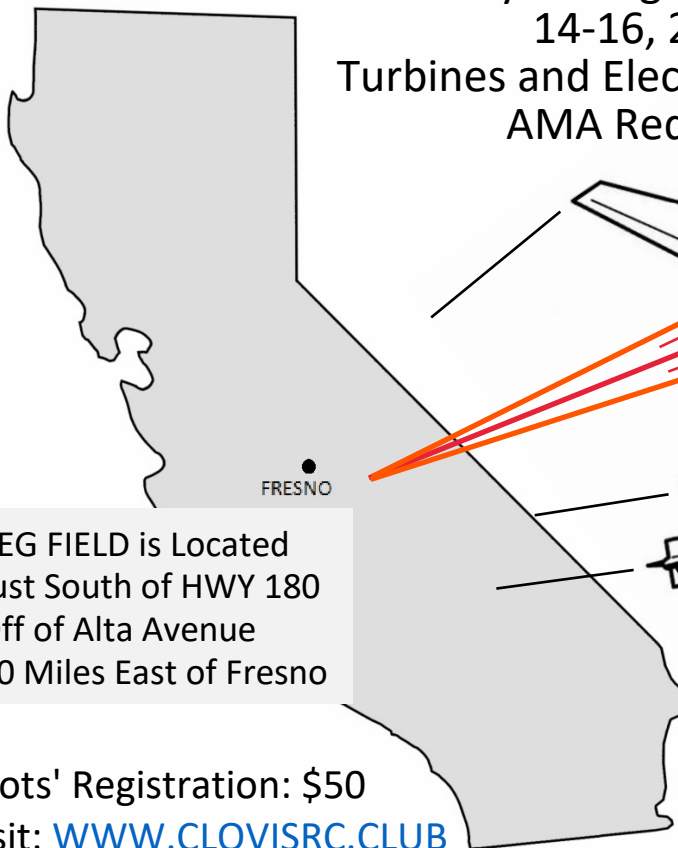 14-16, 2
Turbines and Elec
AMA Req
FRESNO
EG FIELD is Located
ust South of HWY 180
ff of Alta Avenue
0 Miles East of Fresno
ots' Registration: $50
sit: WWW.CLOVISRC.CLUB